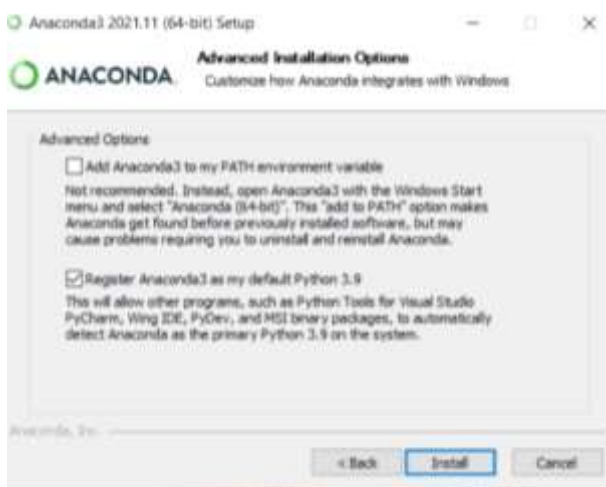 Anaconda3 2021.11 (64-bit) Setup
Advanced Installation Options
ANACONDA
Customize how Anaconda integrates with Windows
Advanced Options
Add Anaconda3 to my PATH environment variable
Not recommended. Instead, open Anaconda3 with the Windows Start
menu and select "Anaconda (64-bit)". This "add to PATH" option makes
Anaconda get found before previously installed software, but may
cause problems requiring you to uninstall and reinstall Anaconda.
Register Anaconda3 as my default Python 3.9
This will allow other programs, such as Python Tools for Visual Studio
PyCharm, Wing IDE, PyDev, and MSI binary packages, to automatically
detect Anaconda as the primary Python 3.9 on the system.
Anaconda, Inc.
< Back
Install
Cancel